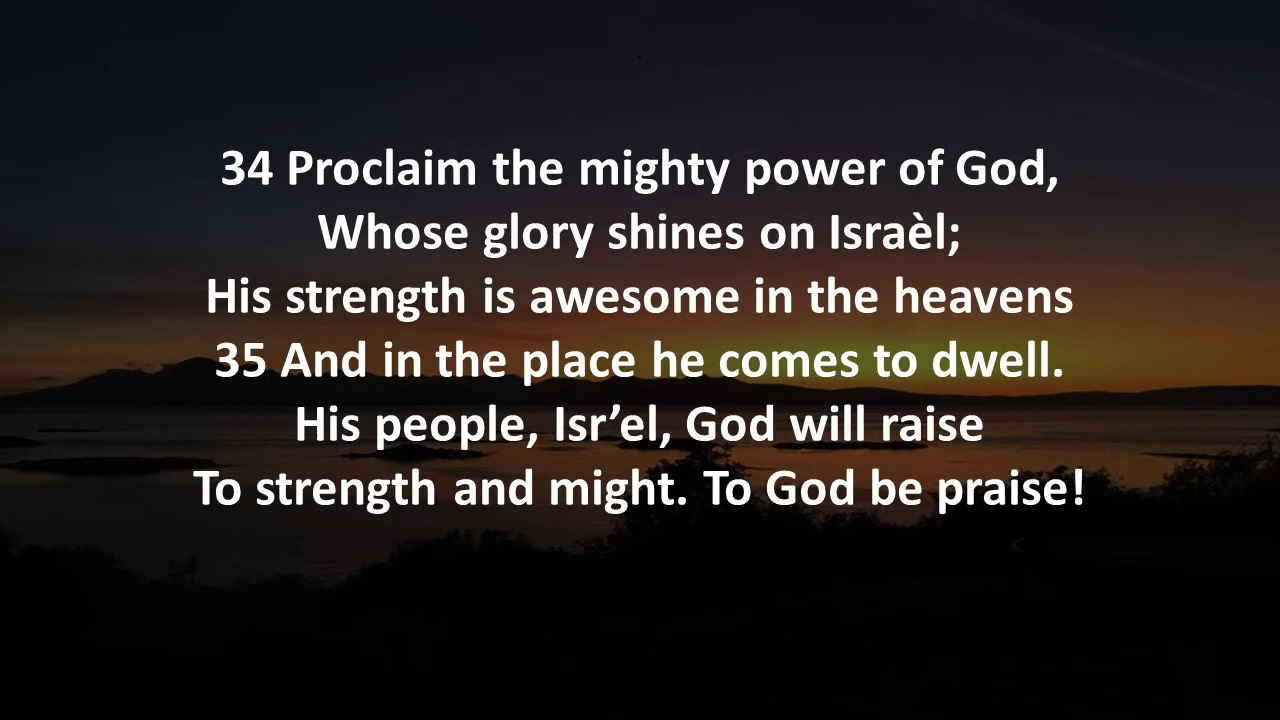 34 Proclaim the mighty power of God,
Whose glory shines on Israèl;
His strength is awesome in the heavens
35 And in the place he comes to dwell.
His people, Isr’el, God will raise
To strength and might. To God be praise!